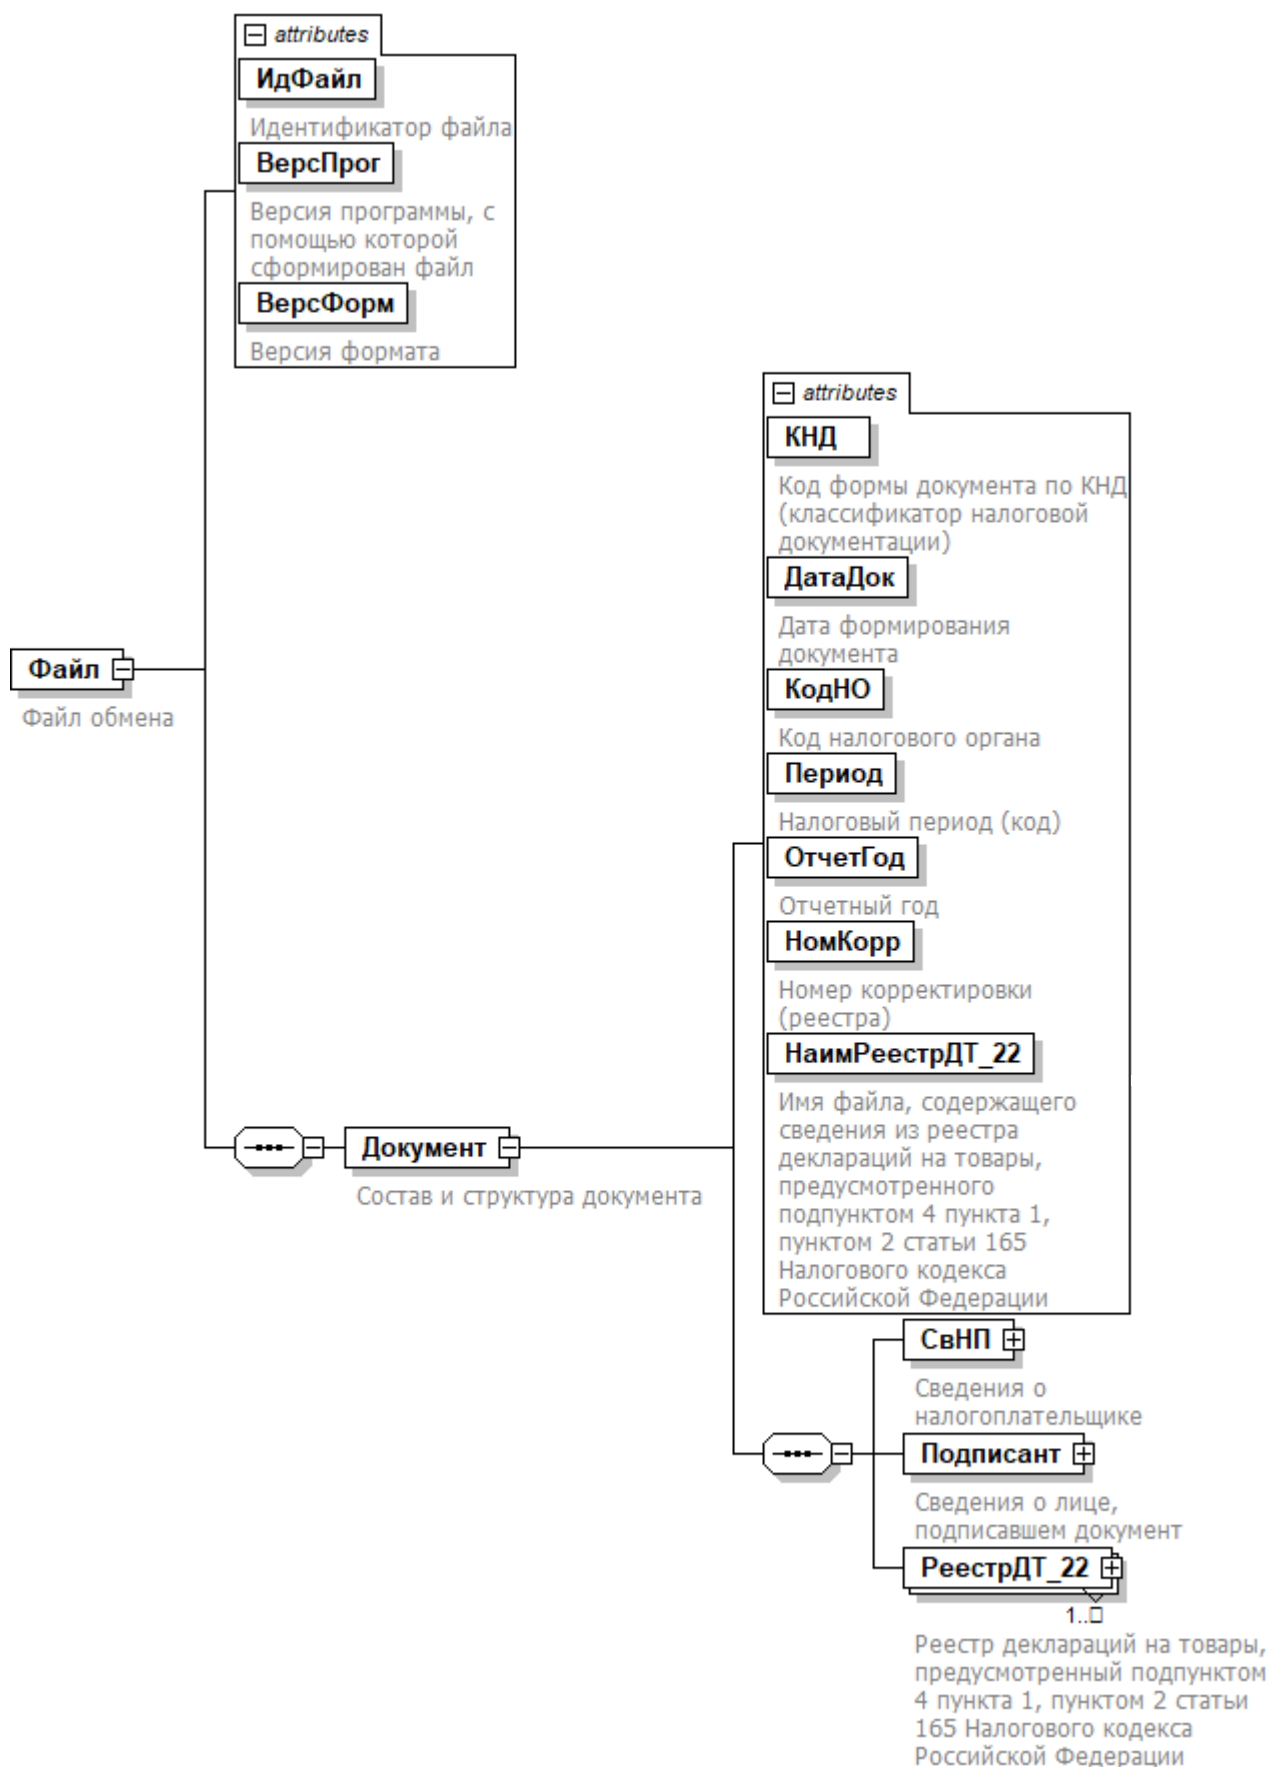 attributes
ИдФайл
Идентификатор файла
ВерсПрог
Версия программы, с
помощью которой
сформирован файл
ВерсФорм
Версия формата
Файл
Файл обмена
Документ
Состав и структура документа
attributes
КНД
Код формы документа по КНД
(классификатор налоговой
документации)
ДатаДок
Дата формирования
документа
КодНО
Код налогового органа
Период
Налоговый период (код)
ОтчетГод
Отчетный год
НомКорр
Номер корректировки
(реестра)
НаимРеестрДТ_22
Имя файла, содержащего
сведения из реестра
деклараций на товары,
предусмотренного
подпунктом 4 пункта 1,
пунктом 2 статьи 165
Налогового кодекса
Российской Федерации
СвНП
Сведения о
налогоплательщике
Подписант
Сведения о лице,
подписавшем документ
РеестрДТ_22
1..□
Реестр деклараций на товары,
предусмотренный подпунктом
4 пункта 1, пунктом 2 статьи
165 Налогового кодекса
Российской Федерации